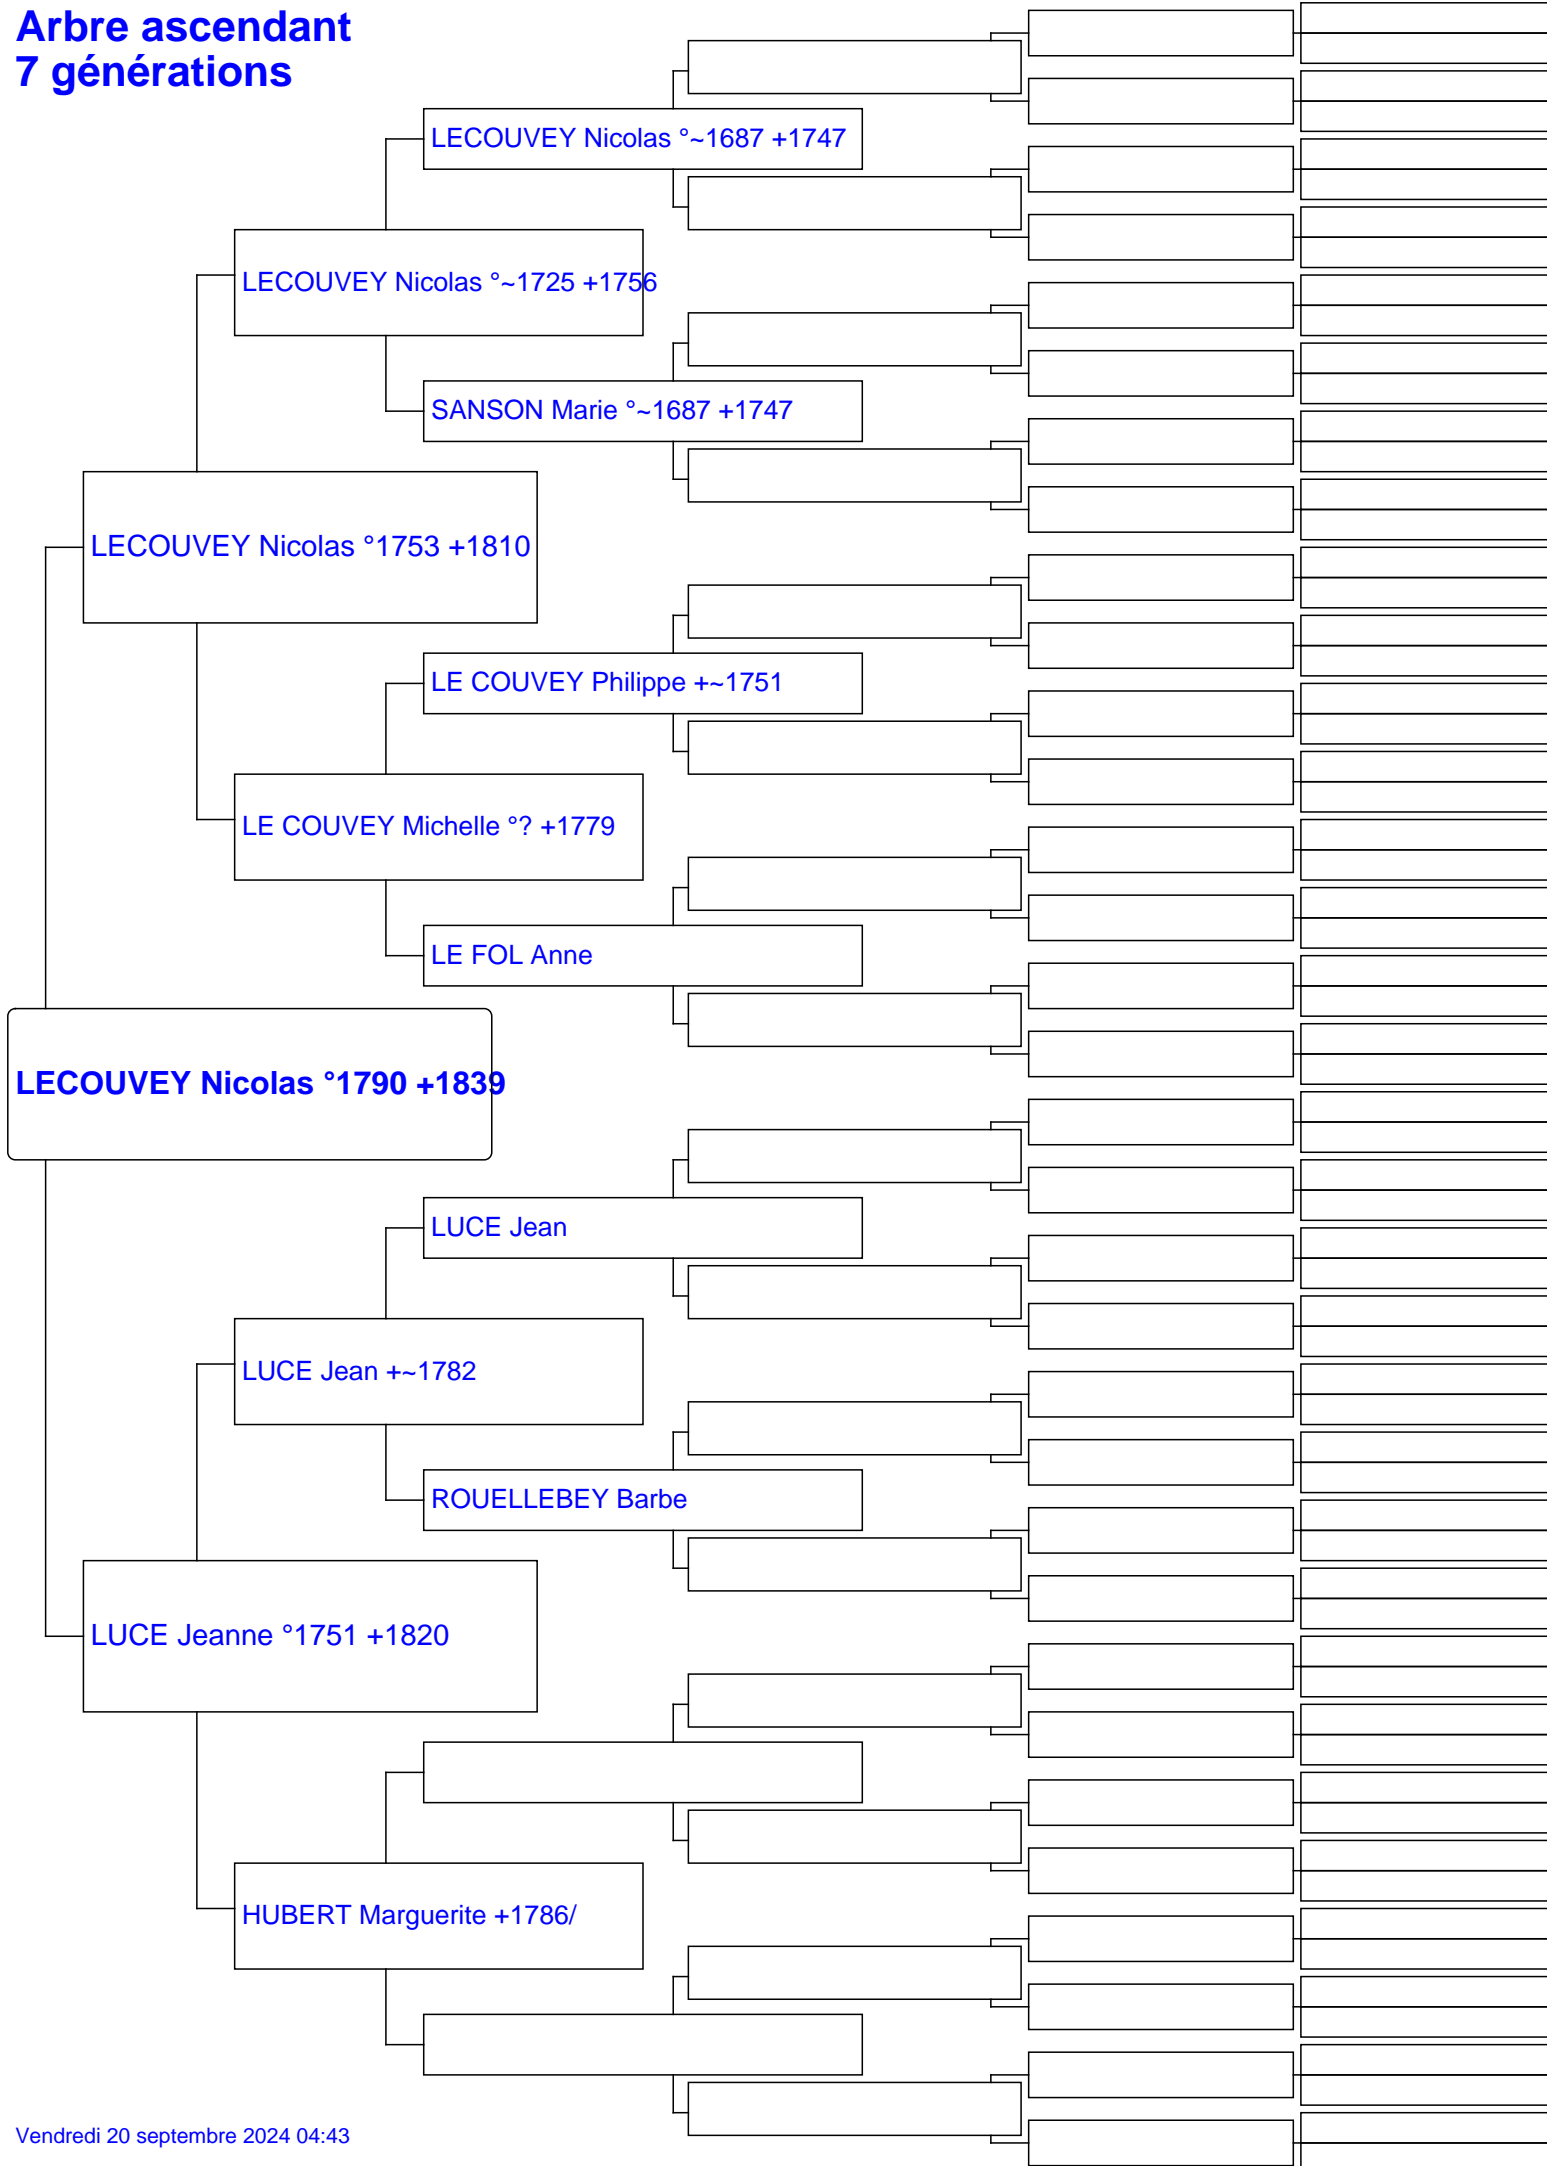 Arbre ascendant
7 générations
LECOUVEY Nicolas °~1687 +1747
LECOUVEY Nicolas °~1725 +1756
SANSON Marie °~1687 +1747
LECOUVEY Nicolas °1753 +1810
LE COUVEY Philippe +~1751
LE COUVEY Michelle °? +1779
LE FOL Anne
LECOUVEY Nicolas °1790 +1839
LUCE Jean
LUCE Jean +~1782
ROUELLEBEY Barbe
LUCE Jeanne °1751 +1820
HUBERT Marguerite +1786/
Vendredi 20 septembre 2024 04:43